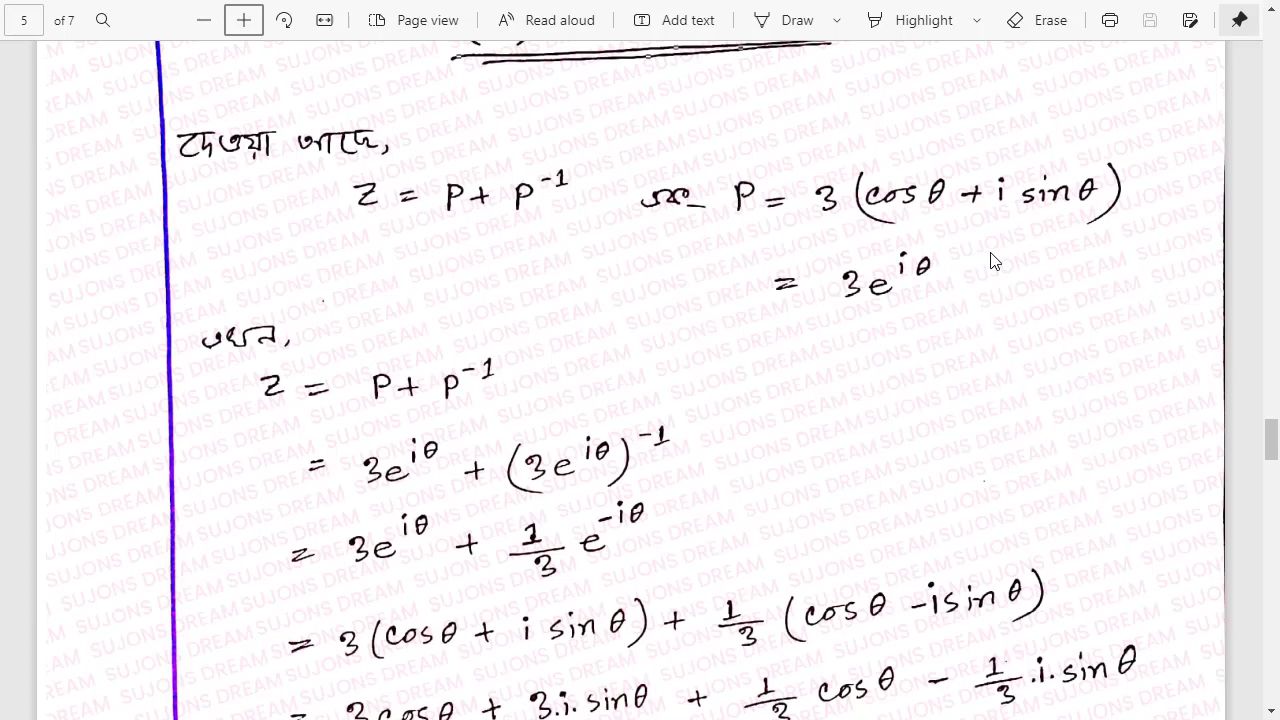 5 of 7 Page view Read aloud Add text Draw Highlight Erase
দেওয়া আছে,
Z = P + P^-1 এবং P = 3 (cosθ + i sinθ)
= 3e^iθ
এখন,
Z = P + P^-1
= 3e^iθ + (3e^iθ)^-1
= 3e^iθ + 1/3 e^-iθ
= 3 (cosθ + i sinθ) + 1/3 (cosθ - i sinθ)
= 3cosθ + 3.i.sinθ + 1/3 cosθ - 1/3 .i.sinθ
SUJONS DREAM